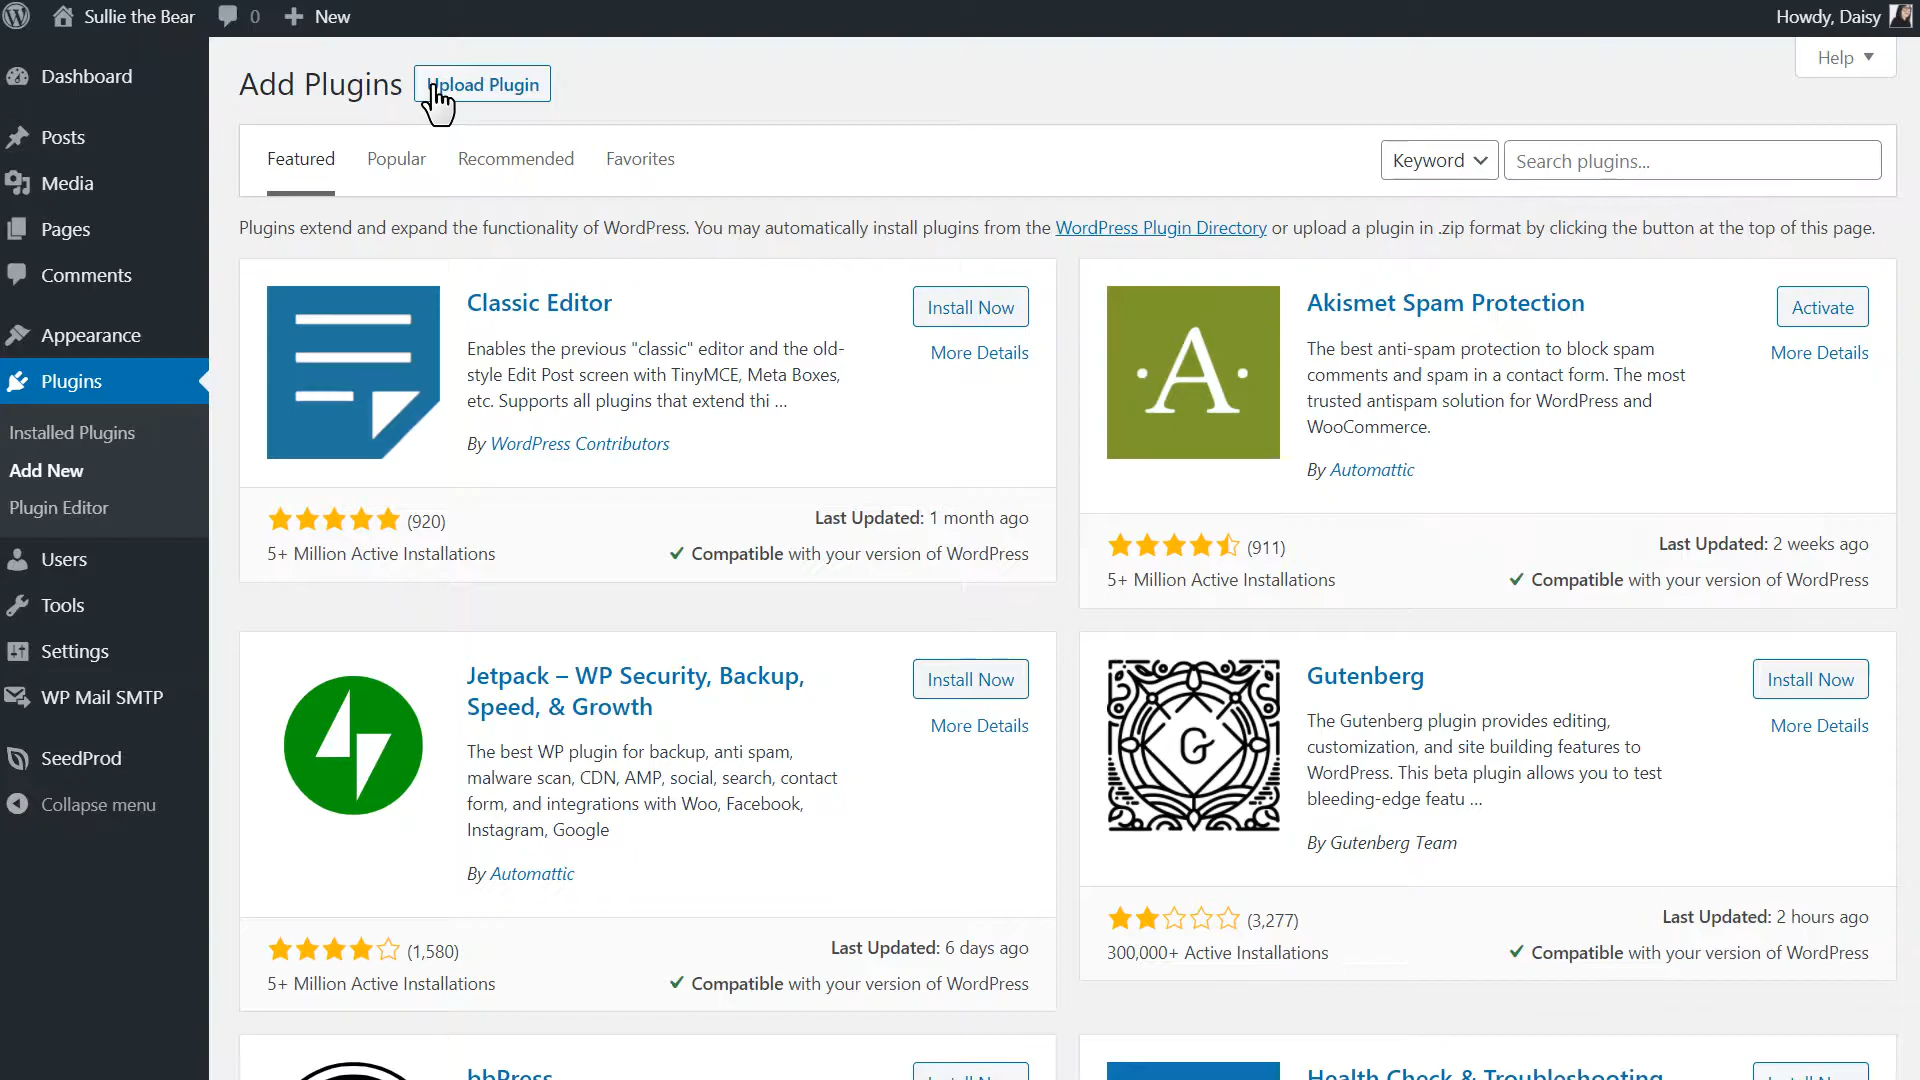 Sullie the Bear 0 New Howdy, Daisy
Help
Dashboard
Posts
Media
Pages
Comments
Appearance
Plugins
Installed Plugins
Add New
Plugin Editor
Users
Tools
Settings
WP Mail SMTP
SeedProd
Collapse menu
Add Plugins Upload Plugin
Featured Popular Recommended Favorites Keyword Search plugins...
Plugins extend and expand the functionality of WordPress. You may automatically install plugins from the WordPress Plugin Directory or upload a plugin in .zip format by clicking the button at the top of this page.
Classic Editor
Install Now
More Details
Enables the previous "classic" editor and the old-
style Edit Post screen with TinyMCE, Meta Boxes,
etc. Supports all plugins that extend thi ...
By WordPress Contributors
(920)
Last Updated: 1 month ago
5+ Million Active Installations
Compatible with your version of WordPress
A
Akismet Spam Protection
Activate
More Details
The best anti-spam protection to block spam
comments and spam in a contact form. The most
trusted antispam solution for WordPress and
WooCommerce.
By Automattic
(911)
Last Updated: 2 weeks ago
5+ Million Active Installations
Compatible with your version of WordPress
Jetpack – WP Security, Backup,
Speed, & Growth
Install Now
More Details
The best WP plugin for backup, anti spam,
malware scan, CDN, AMP, social, search, contact
form, and integrations with Woo, Facebook,
Instagram, Google
By Automattic
(1,580)
Last Updated: 6 days ago
5+ Million Active Installations
Compatible with your version of WordPress
G
Gutenberg
Install Now
More Details
The Gutenberg plugin provides editing,
customization, and site building features to
WordPress. This beta plugin allows you to test
bleeding-edge featu ...
By Gutenberg Team
(3,277)
Last Updated: 2 hours ago
300,000+ Active Installations
Compatible with your version of WordPress
bbPress
Install Now
Health Check & Troubleshooting
Install Now